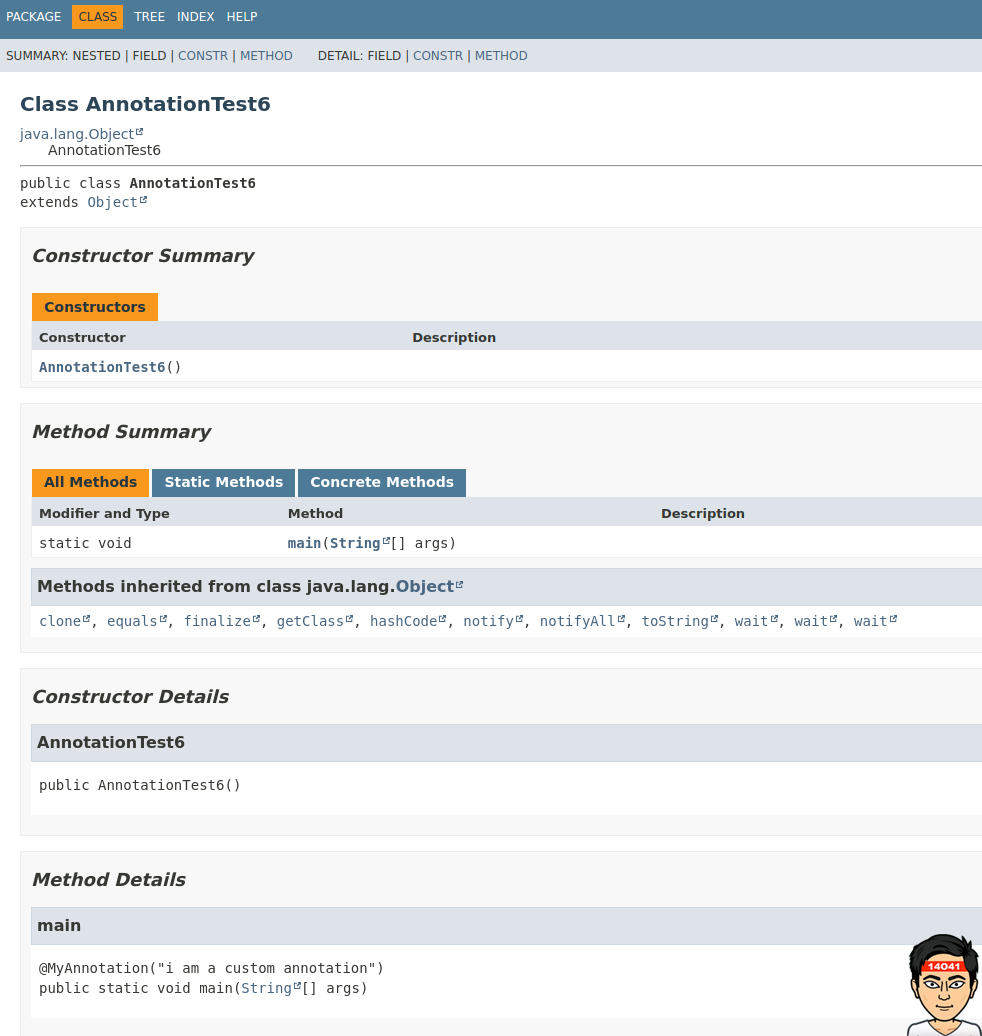 PACKAGE CLASS TREE INDEX HELP
SUMMARY: NESTED | FIELD | CONSTR | METHOD DETAIL: FIELD | CONSTR | METHOD
Class AnnotationTest6
java.lang.Object
AnnotationTest6
public class AnnotationTest6
extends Object
Constructor Summary
Constructors
Constructor Description
AnnotationTest6()
Method Summary
All Methods Static Methods Concrete Methods
Modifier and Type Method Description
static void main(String[] args)
Methods inherited from class java.lang.Object
clone, equals, finalize, getClass, hashCode, notify, notifyAll, toString, wait, wait, wait
Constructor Details
AnnotationTest6
public AnnotationTest6()
Method Details
main
@MyAnnotation("i am a custom annotation")
public static void main(String[] args)
14041